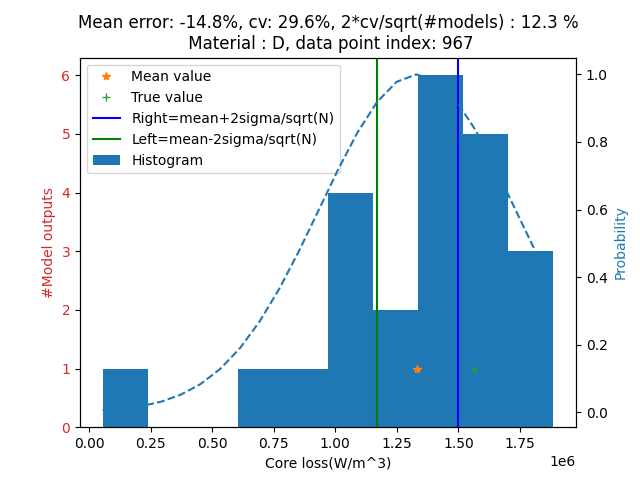 Mean error: -14.8%, cv: 29.6%, 2*cv/sqrt(#models) : 12.3 %
Material : D, data point index: 967
Mean value
True value
Right=mean+2sigma/sqrt(N)
Left=mean-2sigma/sqrt(N)
Histogram
#Model outputs
6
5
4
3
2
1
0
Probability
1.0
0.8
0.6
0.4
0.2
0.0
0.00 0.25 0.50 0.75 1.00 1.25 1.50 1.75
1e6
Core loss(W/m^3)